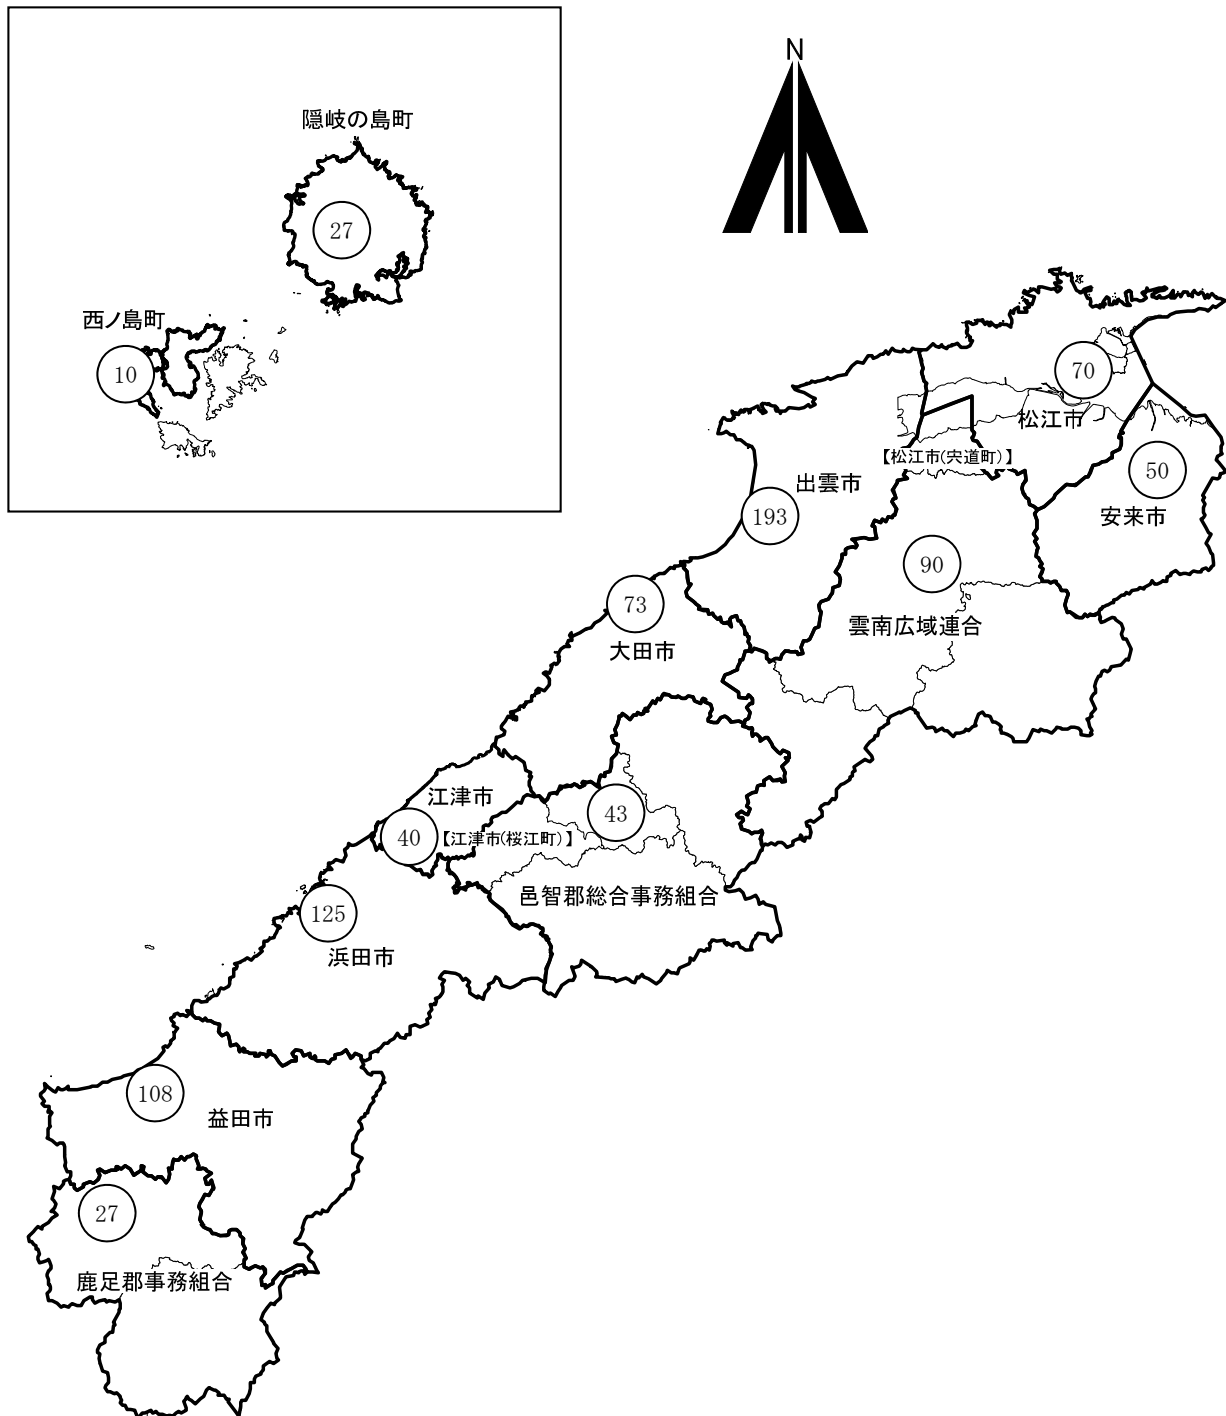 N
隠岐の島町
27
西ノ島町
10
70
松江市
【松江市(宍道町)】
50
安来市
出雲市
193
90
雲南広域連合
73
大田市
江津市
40
【江津市(桜江町)】
43
邑智郡総合事務組合
125
浜田市
108
益田市
27
鹿足郡事務組合